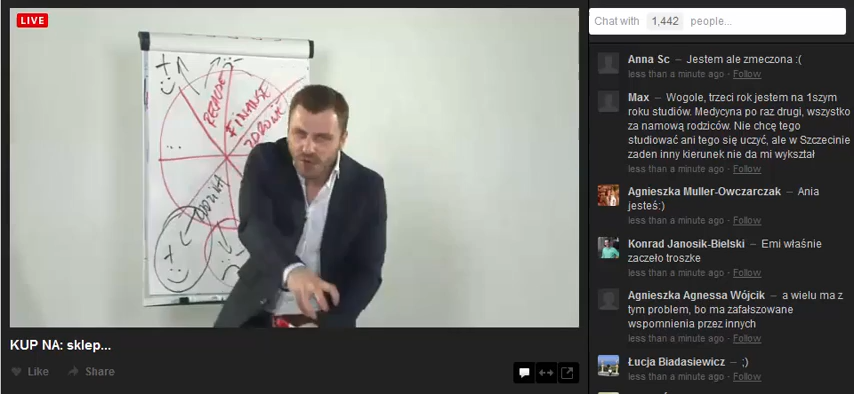 LIVE
RELACJE
FINANSE
ZDROWIE
RODZINA
KUP NA: sklep...
Like
Share
Chat with 1,442 people...
Anna Sc – Jestem ale zmeczona :(
less than a minute ago · Follow
Max – Wogole, trzeci rok jestem na 1szym
roku studiów. Medycyna po raz drugi, wszystko
za namową rodziców. Nie chcę tego
studiować ani tego się uczyć, ale w Szczecinie
zaden inny kierunek nie da mi wykształ
less than a minute ago · Follow
Agnieszka Muller-Owczarczak – Ania
jesteś:)
less than a minute ago · Follow
Konrad Janosik-Bielski – Emi właśnie
zaczeło troszke
less than a minute ago · Follow
Agnieszka Agnessa Wójcik – a wielu ma z
tym problem, bo ma zafałszowane
wspomnienia przez innych
less than a minute ago · Follow
Łucja Biadasiewicz – ;)
less than a minute ago · Follow